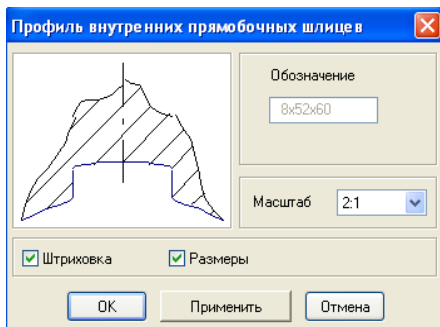 Профиль внутренних прямобочных шлицев
Обозначение
8x52x60
Масштаб 2:1
Штриховка Размеры
OK Применить Отмена